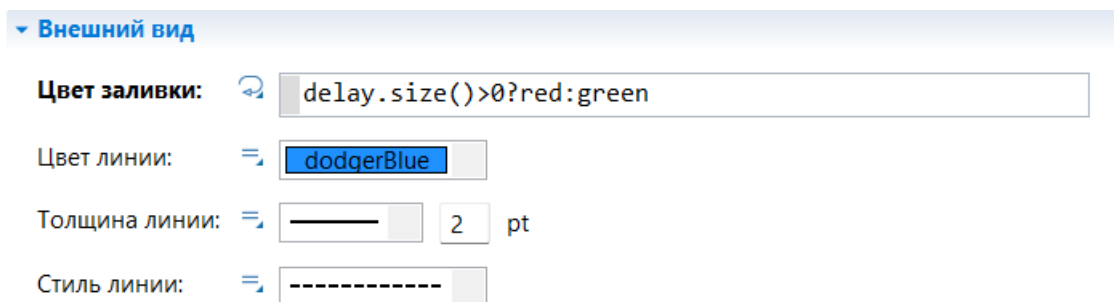 Внешний вид
Цвет заливки: delay.size()>0?red:green
Цвет линии: dodgerBlue
Толщина линии: 2 pt
Стиль линии: